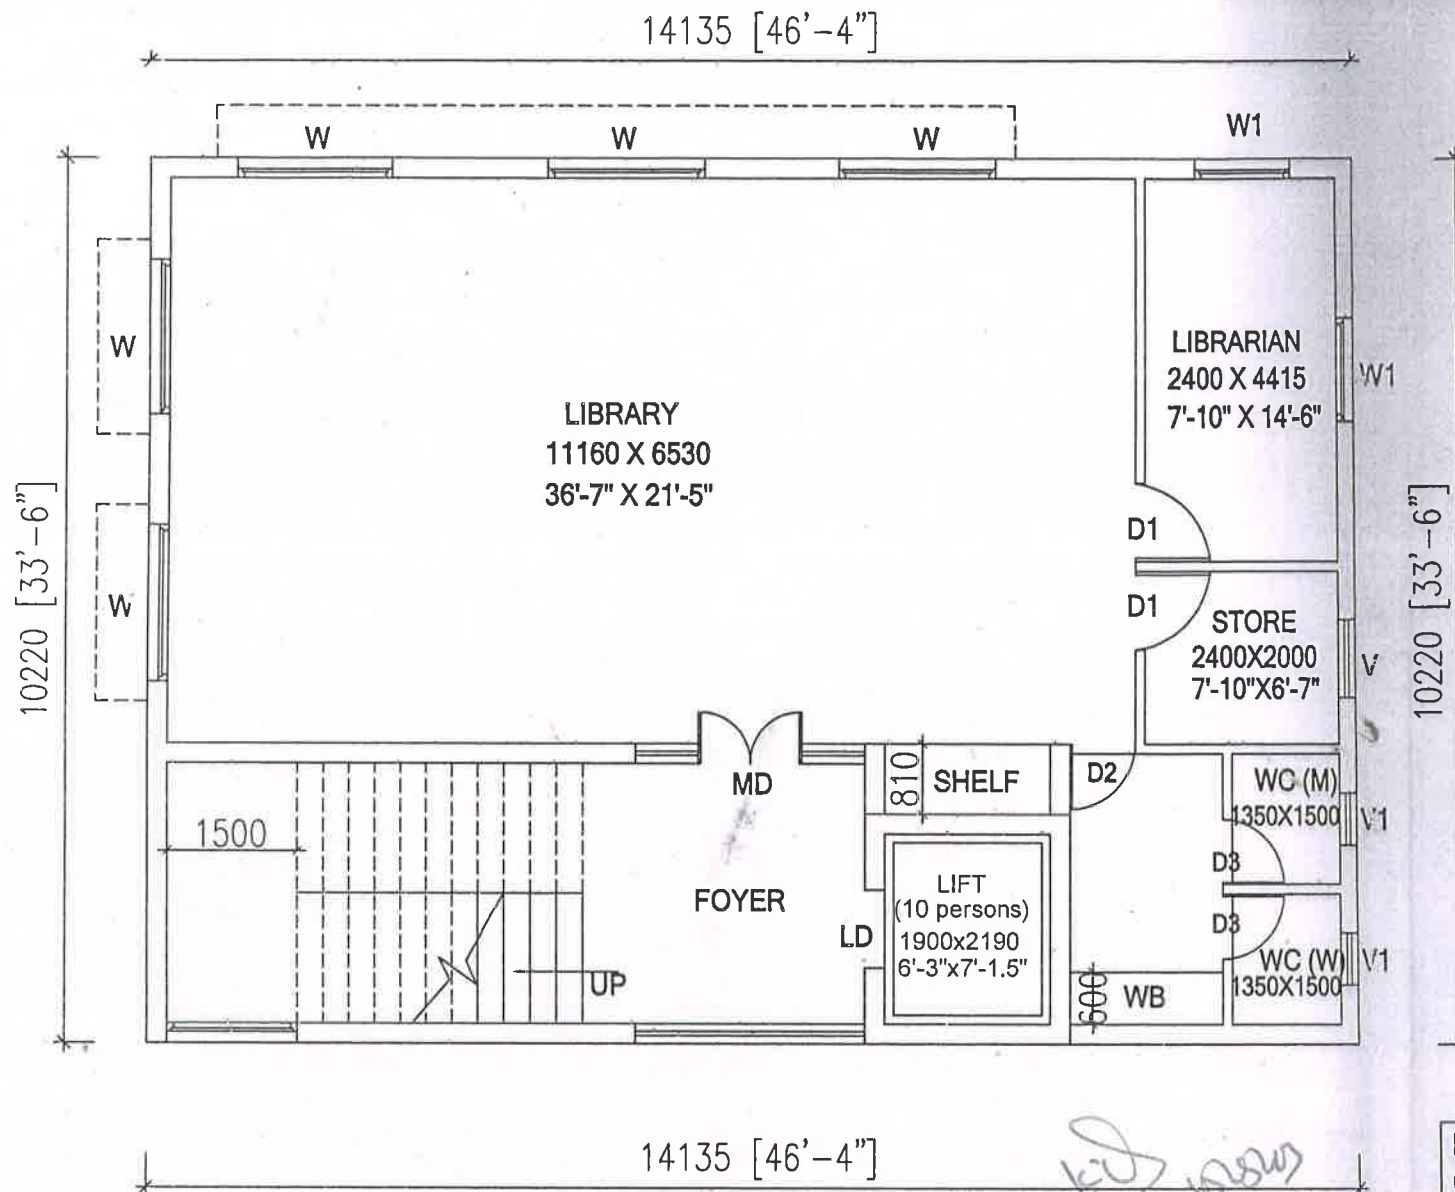 14135 [46'-4"]
W
W
W
W1
W
W
LIBRARY
11160 X 6530
36'-7" X 21'-5"
LIBRARIAN
2400 X 4415
7'-10" X 14'-6"
W1
10220 [33'-6"]
10220 [33'-6"]
D1
D1
STORE
2400X2000
7'-10"X6'-7"
V
MD
810
SHELF
D2
WC (M)
1350X1500
V1
1500
FOYER
LIFT
(10 persons)
1900x2190
6'-3"x7'-1.5"
LD
D3
D3
WC (W)
1350X1500
V1
UP
600
WB
14135 [46'-4"]